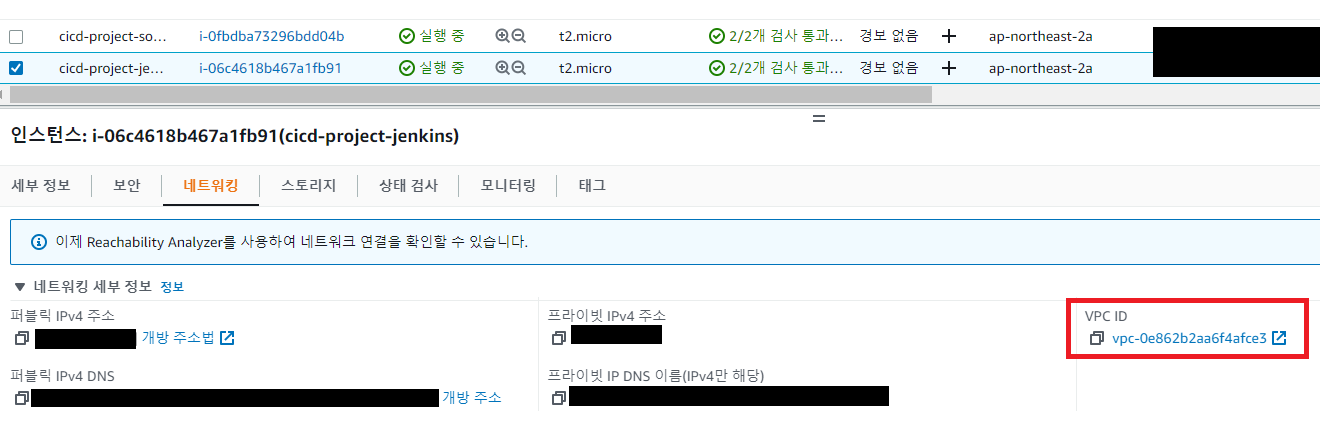 cicd-project-so... i-0fbdba73296bdd04b 실행 중 t2.micro 2/2개 검사 통과... 경보 없음 ap-northeast-2a
cicd-project-je... i-06c4618b467a1fb91 실행 중 t2.micro 2/2개 검사 통과... 경보 없음 ap-northeast-2a
인스턴스: i-06c4618b467a1fb91(cicd-project-jenkins)
세부 정보 보안 네트워킹 스토리지 상태 검사 모니터링 태그
이제 Reachability Analyzer를 사용하여 네트워크 연결을 확인할 수 있습니다.
▼ 네트워킹 세부 정보 정보
퍼블릭 IPv4 주소 프라이빗 IPv4 주소 VPC ID
개방 주소법 vpc-0e862b2aa6f4afce3
퍼블릭 IPv4 DNS 프라이빗 IP DNS 이름(IPv4만 해당)
개방 주소